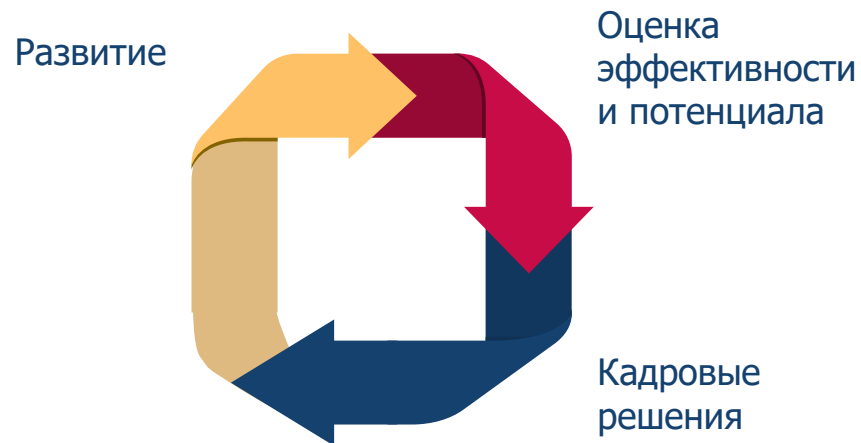 Развитие
Оценка
эффективности
и потенциала
Кадровые
решения